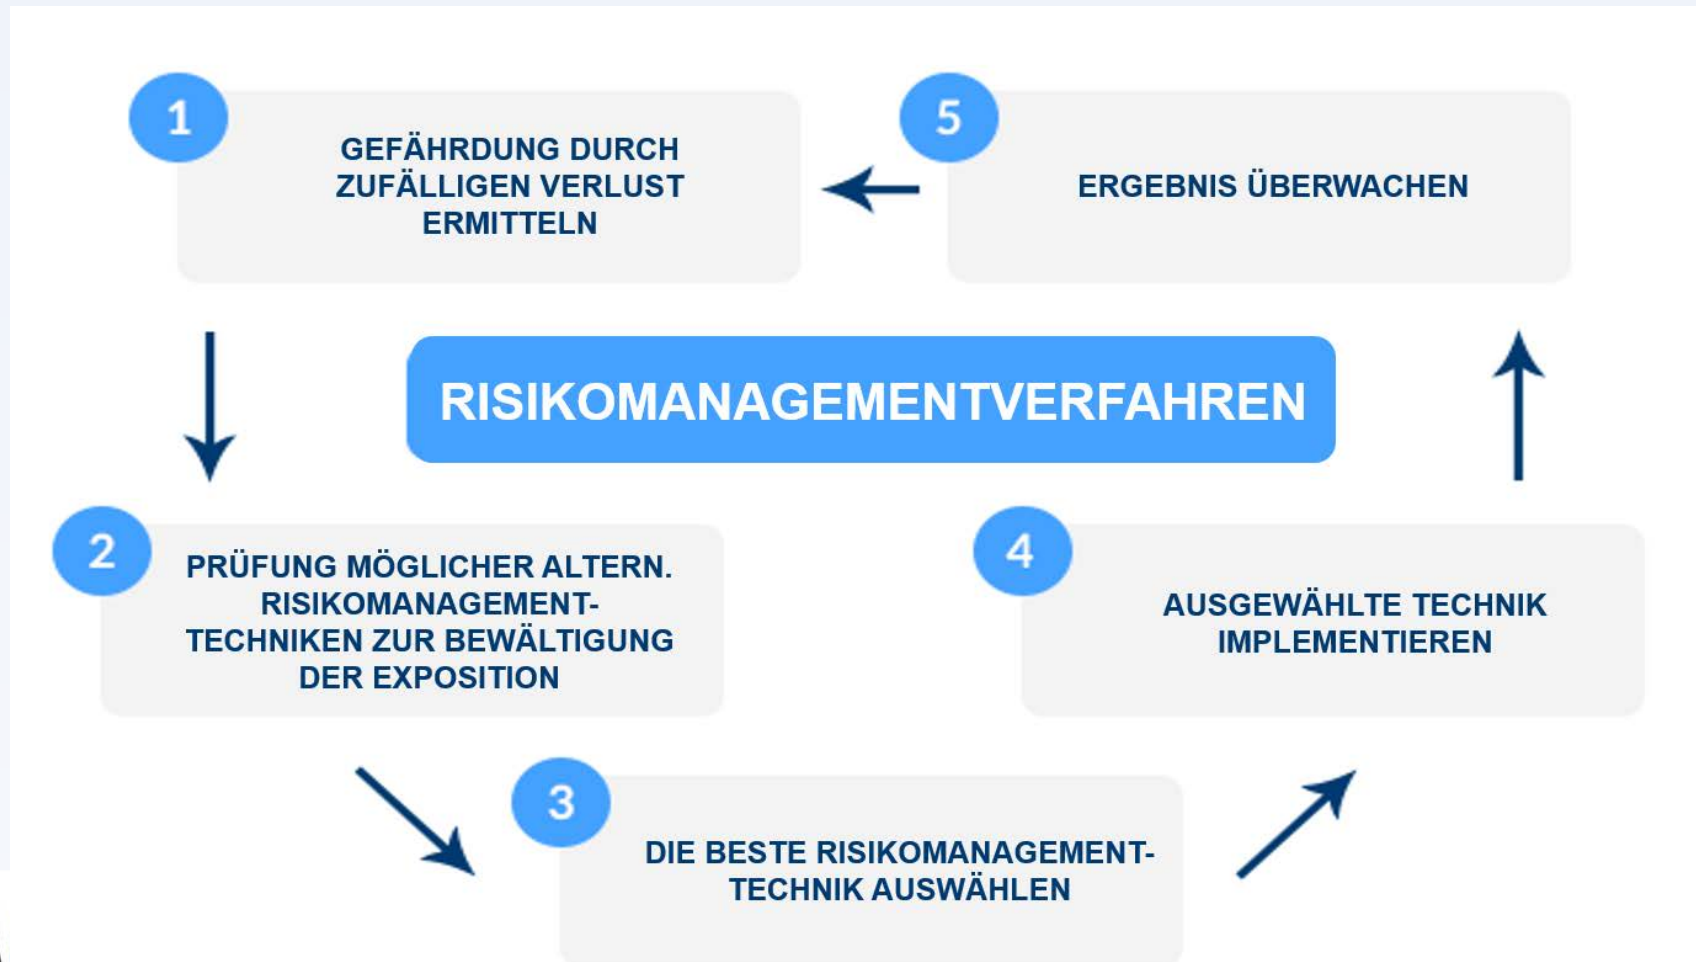 1
GEFÄHRDUNG DURCH
ZUFÄLLIGEN VERLUST
ERMITTELN
5
ERGEBNIS ÜBERWACHEN
RISIKOMANAGEMENTVERFAHREN
2
PRÜFUNG MÖGLICHER ALTERN.
RISIKOMANAGEMENT-
TECHNIKEN ZUR BEWÄLTIGUNG
DER EXPOSITION
4
AUSGEWÄHLTE TECHNIK
IMPLEMENTIEREN
3
DIE BESTE RISIKOMANAGEMENT-
TECHNIK AUSWÄHLEN